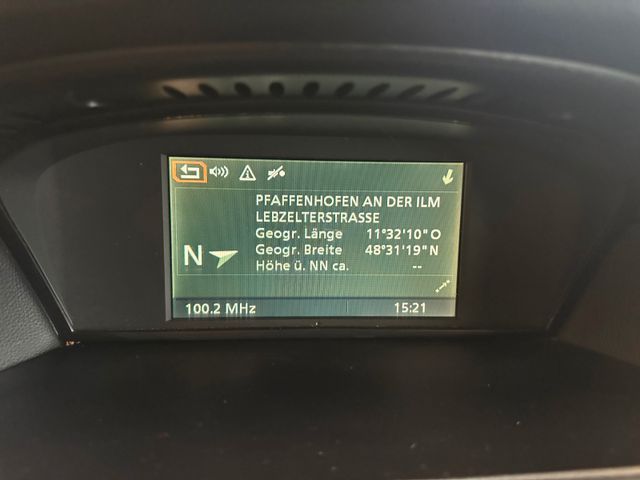 PFAFFENHOFEN AN DER ILM
LEBZELTERSTRASSE
Geogr. Länge 11°32'10" O
Geogr. Breite 48°31'19" N
Höhe ü. NN ca. --
N
100.2 MHz 15:21